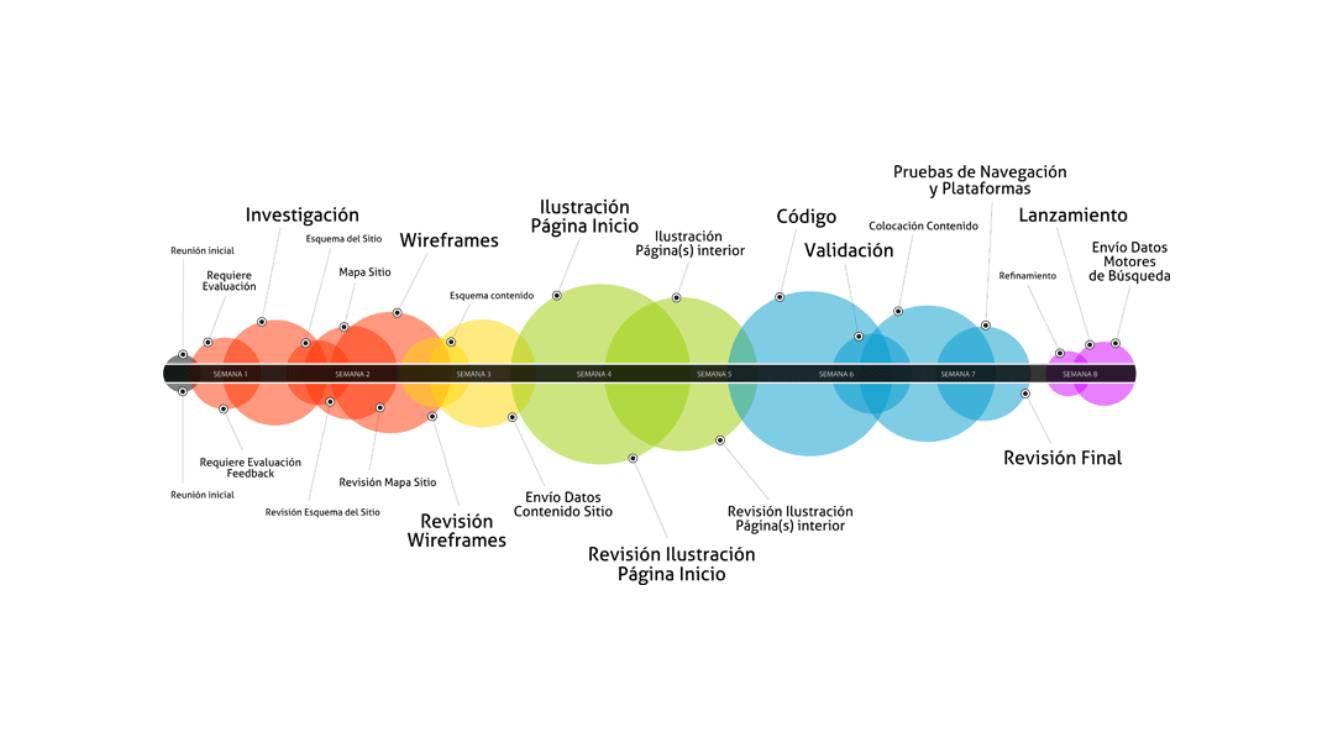 Pruebas de Navegación
y Plataformas
Investigación
Ilustración
Página Inicio
Código
Lanzamiento
Reunión inicial
Esquema del Sitio
Wireframes
Ilustración
Página(s) interior
Validación
Colocación Contenido
Envío Datos
Motores
de Búsqueda
Requiere
Evaluación
Mapa Sitio
Esquema contenido
Refinamiento
SEMANA 1
SEMANA 2
SEMANA 3
SEMANA 4
SEMANA 5
SEMANA 6
SEMANA 7
SEMANA 8
Requiere Evaluación
Feedback
Reunión inicial
Revisión Esquema del Sitio
Revisión Mapa Sitio
Revisión
Wireframes
Envío Datos
Contenido Sitio
Revisión Ilustración
Página Inicio
Revisión Ilustración
Página(s) interior
Revisión Final